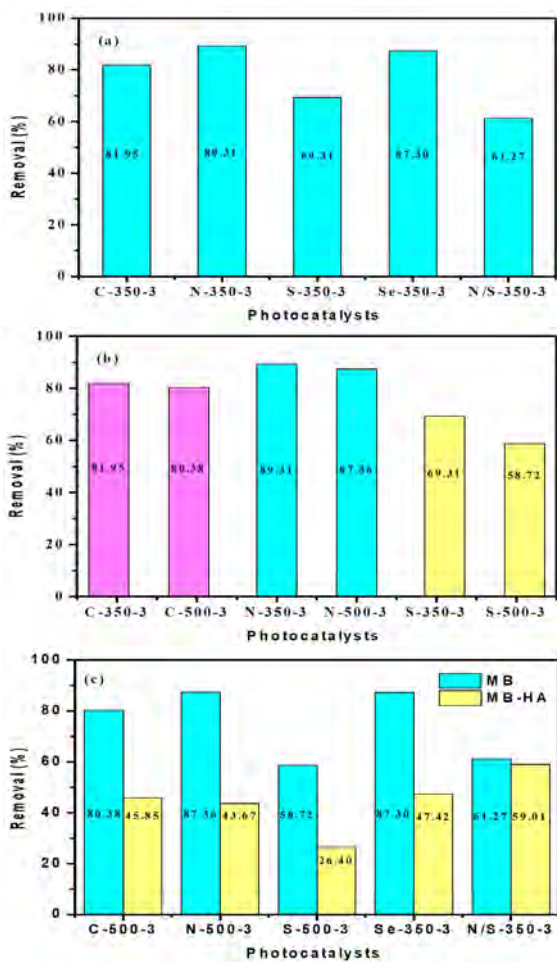 100
(a)
80
60
40
20
0
Removal (%)
81.95
89.31
69.31
87.30
61.27
C-350-3 N-350-3 S-350-3 Se-350-3 N/S-350-3
Photocatalysts
100
(b)
80
60
40
20
0
Removal (%)
81.95
80.38
89.31
87.36
69.31
58.72
C-350-3 C-500-3 N-350-3 N-500-3 S-350-3 S-500-3
Photocatalysts
100
(c)
MB
MB-HA
80
60
40
20
0
Removal (%)
80.38
45.85
87.36
43.67
58.72
26.40
87.30
47.42
61.27
59.01
C-500-3 N-500-3 S-500-3 Se-350-3 N/S-350-3
Photocatalysts